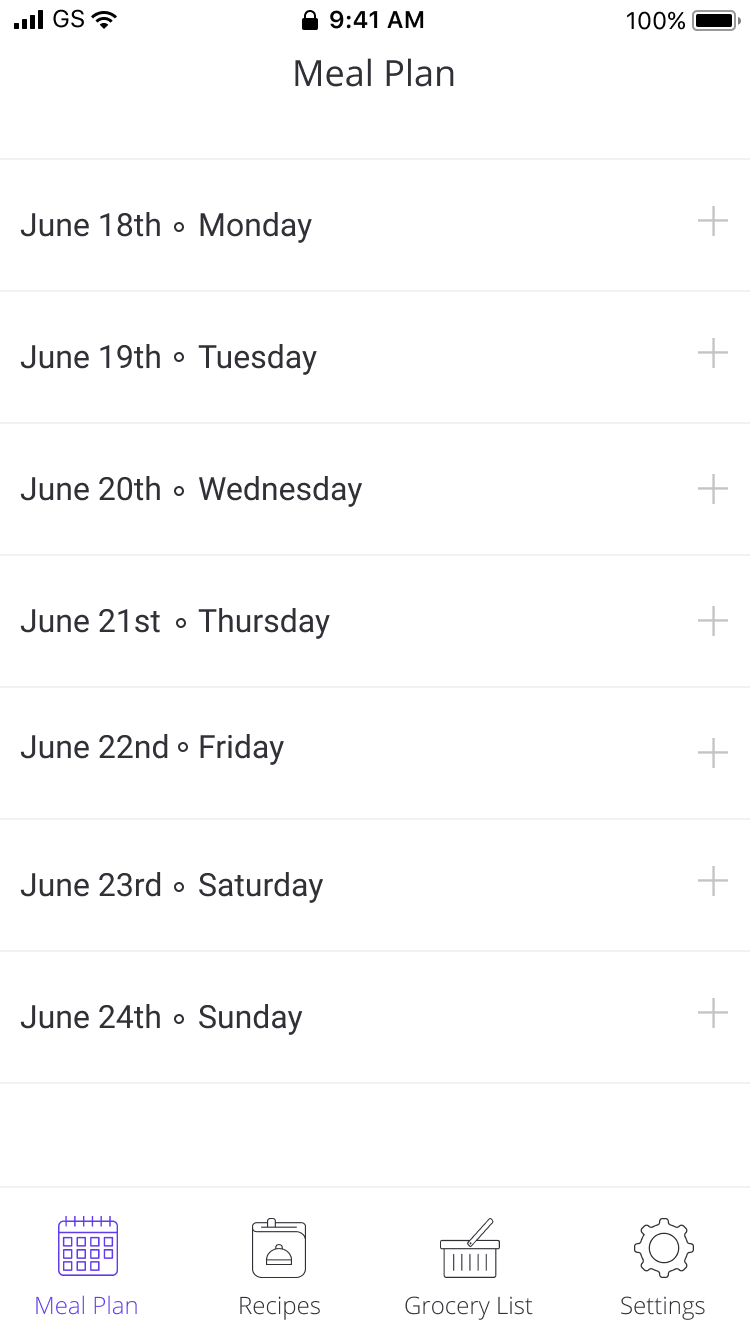 GS 9:41 AM 100%
Meal Plan
June 18th ∘ Monday
June 19th ∘ Tuesday
June 20th ∘ Wednesday
June 21st ∘ Thursday
June 22nd ∘ Friday
June 23rd ∘ Saturday
June 24th ∘ Sunday
Meal Plan Recipes Grocery List Settings